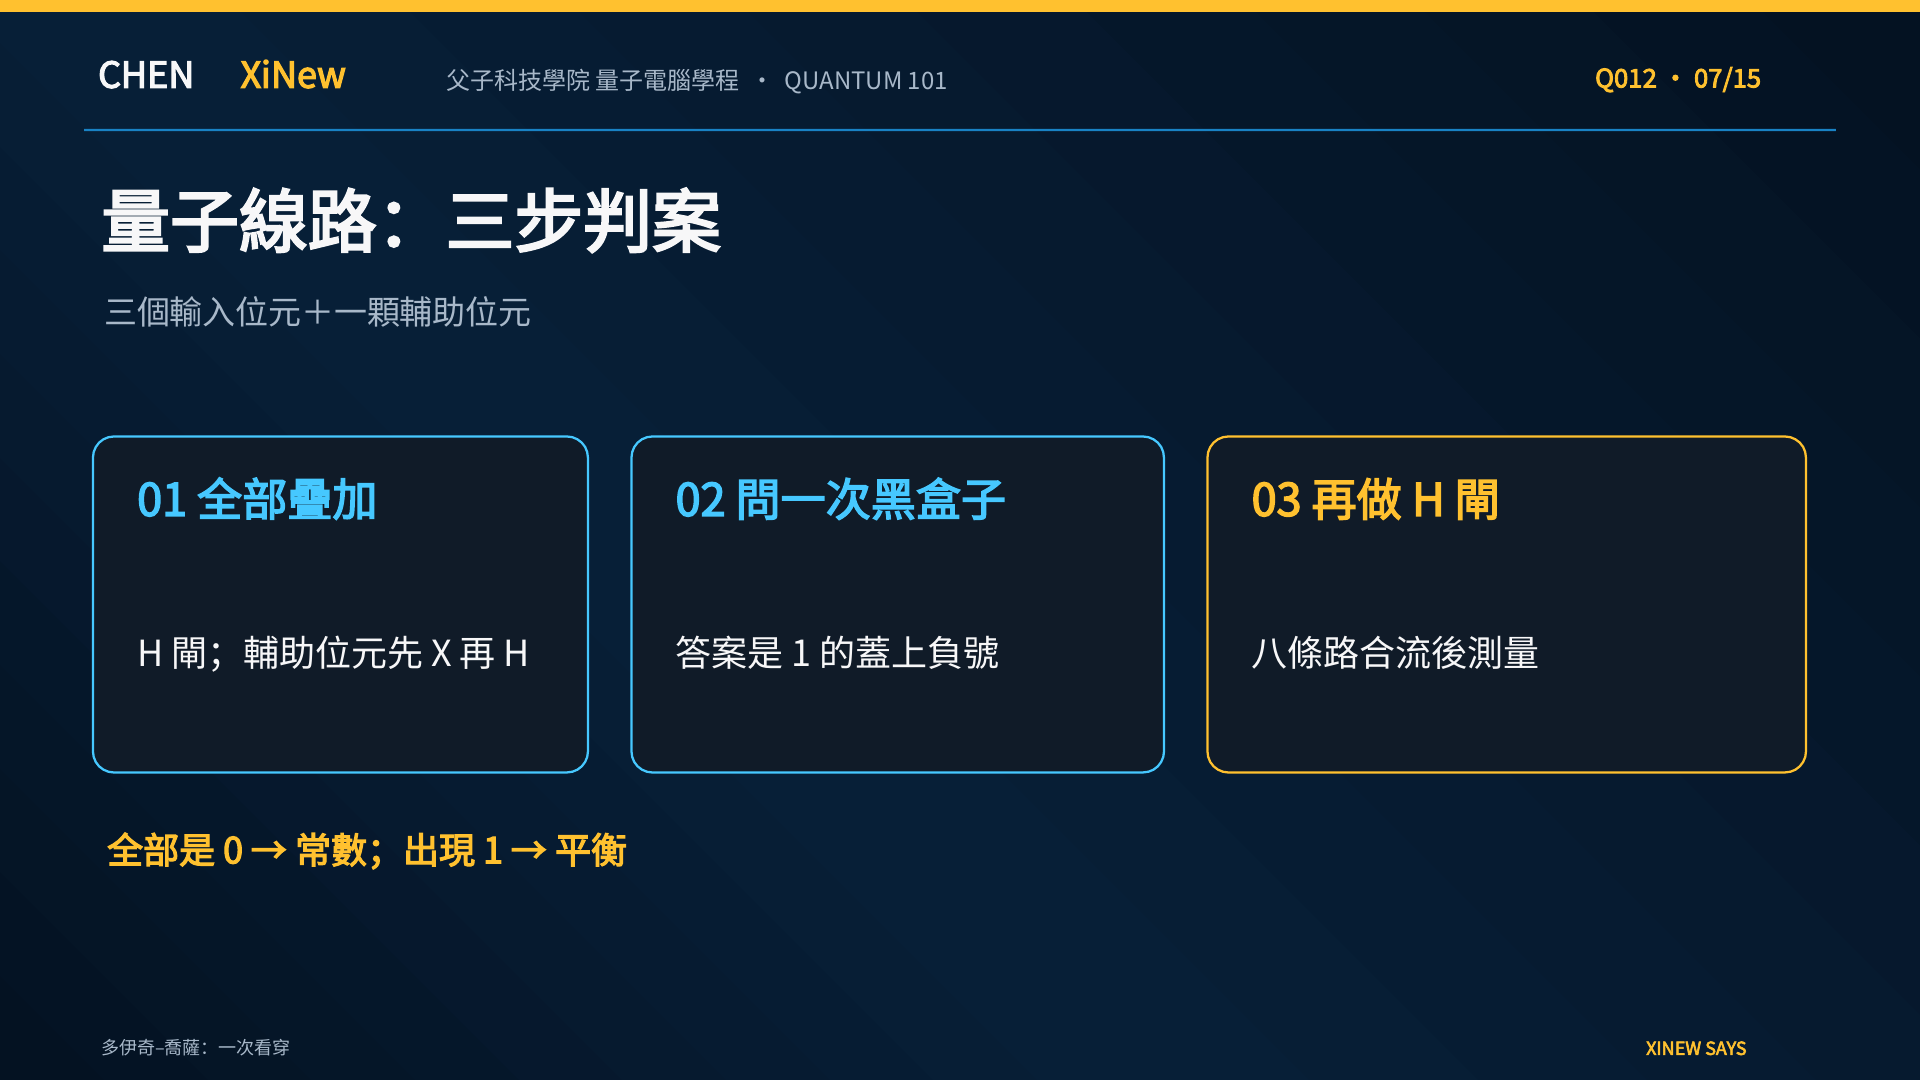 CHEN XiNew 父子科技學院 量子電腦學程 · QUANTUM 101 Q012 · 07/15
量子線路：三步判案
三個輸入位元＋一顆輔助位元
01 全部疊加
H 閘；輔助位元先 X 再 H
02 問一次黑盒子
答案是 1 的蓋上負號
03 再做 H 閘
八條路合流後測量
全部是 0 → 常數；出現 1 → 平衡
多伊奇–喬薩：一次看穿
XINEW SAYS